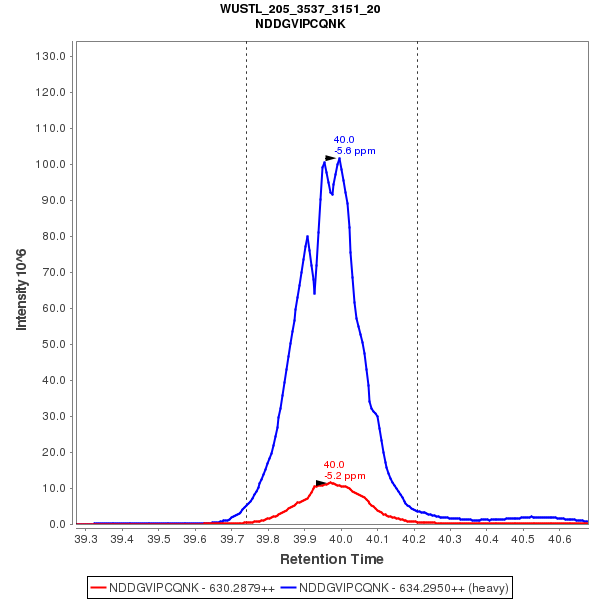 WUSTL_205_3537_3151_20
NDDGVIPCQNK
Intensity 10^6
130.0
120.0
110.0
100.0
90.0
80.0
70.0
60.0
50.0
40.0
30.0
20.0
10.0
0.0
40.0
-5.6 ppm
40.0
-5.2 ppm
39.3 39.4 39.5 39.6 39.7 39.8 39.9 40.0 40.1 40.2 40.3 40.4 40.5 40.6
Retention Time
NDDGVIPCQNK - 630.2879++ NDDGVIPCQNK - 634.2950++ (heavy)